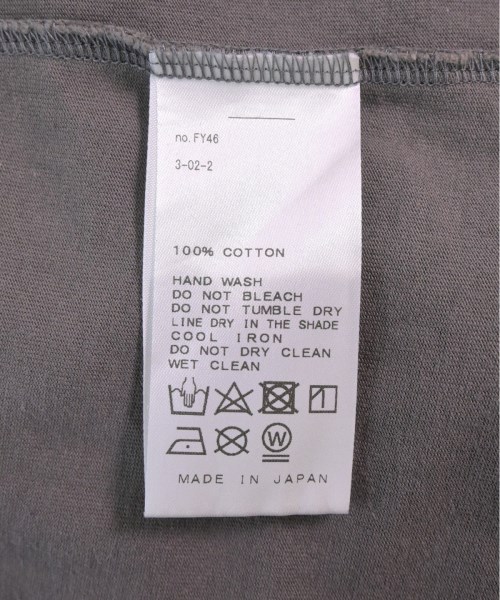 no.FY46
3-02-2
100% COTTON
HAND WASH
DO NOT BLEACH
DO NOT TUMBLE DRY
LINE DRY IN THE SHADE
COOL IRON
DO NOT DRY CLEAN
WET CLEAN
W
MADE IN JAPAN